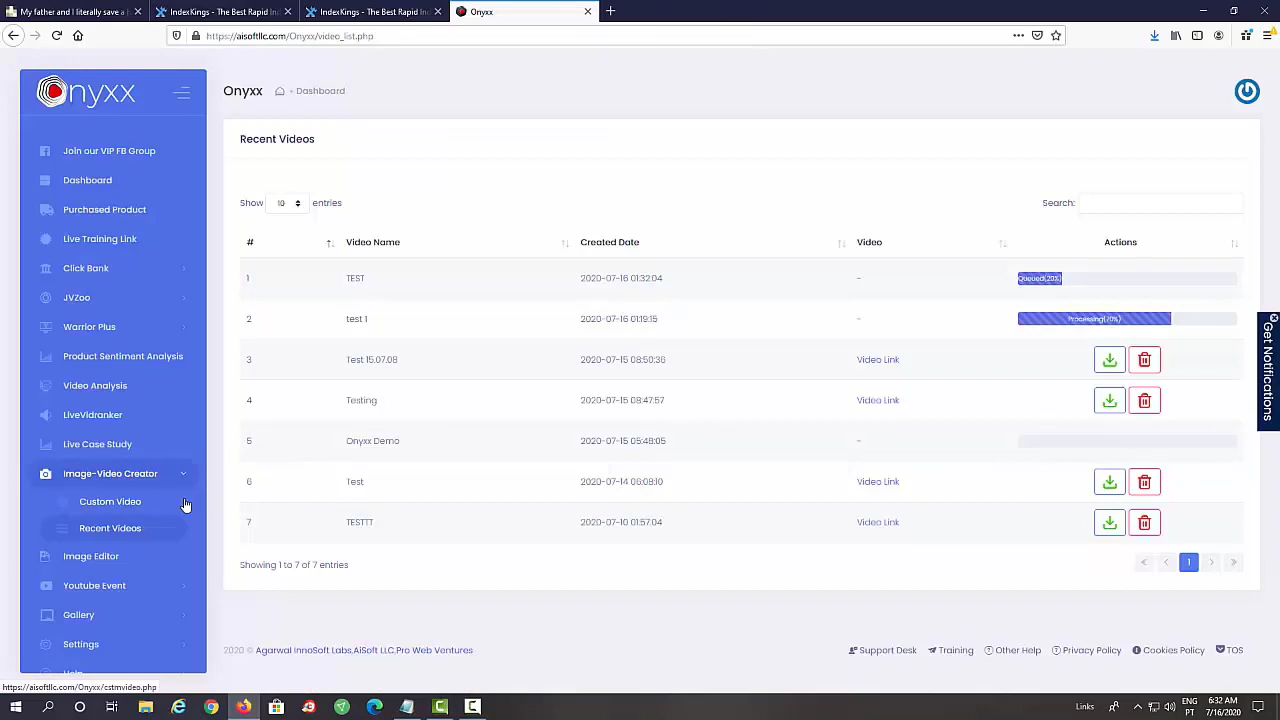 My father and I literally save a l
IndexKings - The Best Rapid Ind
IndexKings - The Best Rapid Ind
Onyxx
https://aisoftllc.com/Onyxx/video_list.php
Onyxx
Join our VIP FB Group
Dashboard
Purchased Product
Live Training Link
Click Bank
JVZoo
Warrior Plus
Product Sentiment Analysis
Video Analysis
LiveVidranker
Live Case Study
Image-Video Creator
Custom Video
Recent Videos
Image Editor
Youtube Event
Gallery
Settings
Help
https://aisoftllc.com/Onyxx/cstmvideo.php
Onyxx - Dashboard
Recent Videos
Show 10 entries Search:
# Video Name Created Date Video Actions
1 TEST 2020-07-16 01:32:04 - Queued(20%)
2 test 1 2020-07-16 01:19:15 - Processing(70%)
3 Test 15.07.08 2020-07-15 08:50:36 Video Link
4 Testing 2020-07-15 08:47:57 Video Link
5 Onyxx Demo 2020-07-15 05:48:05 -
6 Test 2020-07-14 06:08:10 Video Link
7 TESTTT 2020-07-10 01:57:04 Video Link
Showing 1 to 7 of 7 entries « ‹ 1 › »
Get Notifications
2020 © Agarwal InnoSoft Labs,AiSoft LLC,Pro Web Ventures Support Desk Training Other Help Privacy Policy Cookies Policy TOS
Links ENG 6:32 AM
PT 7/16/2020